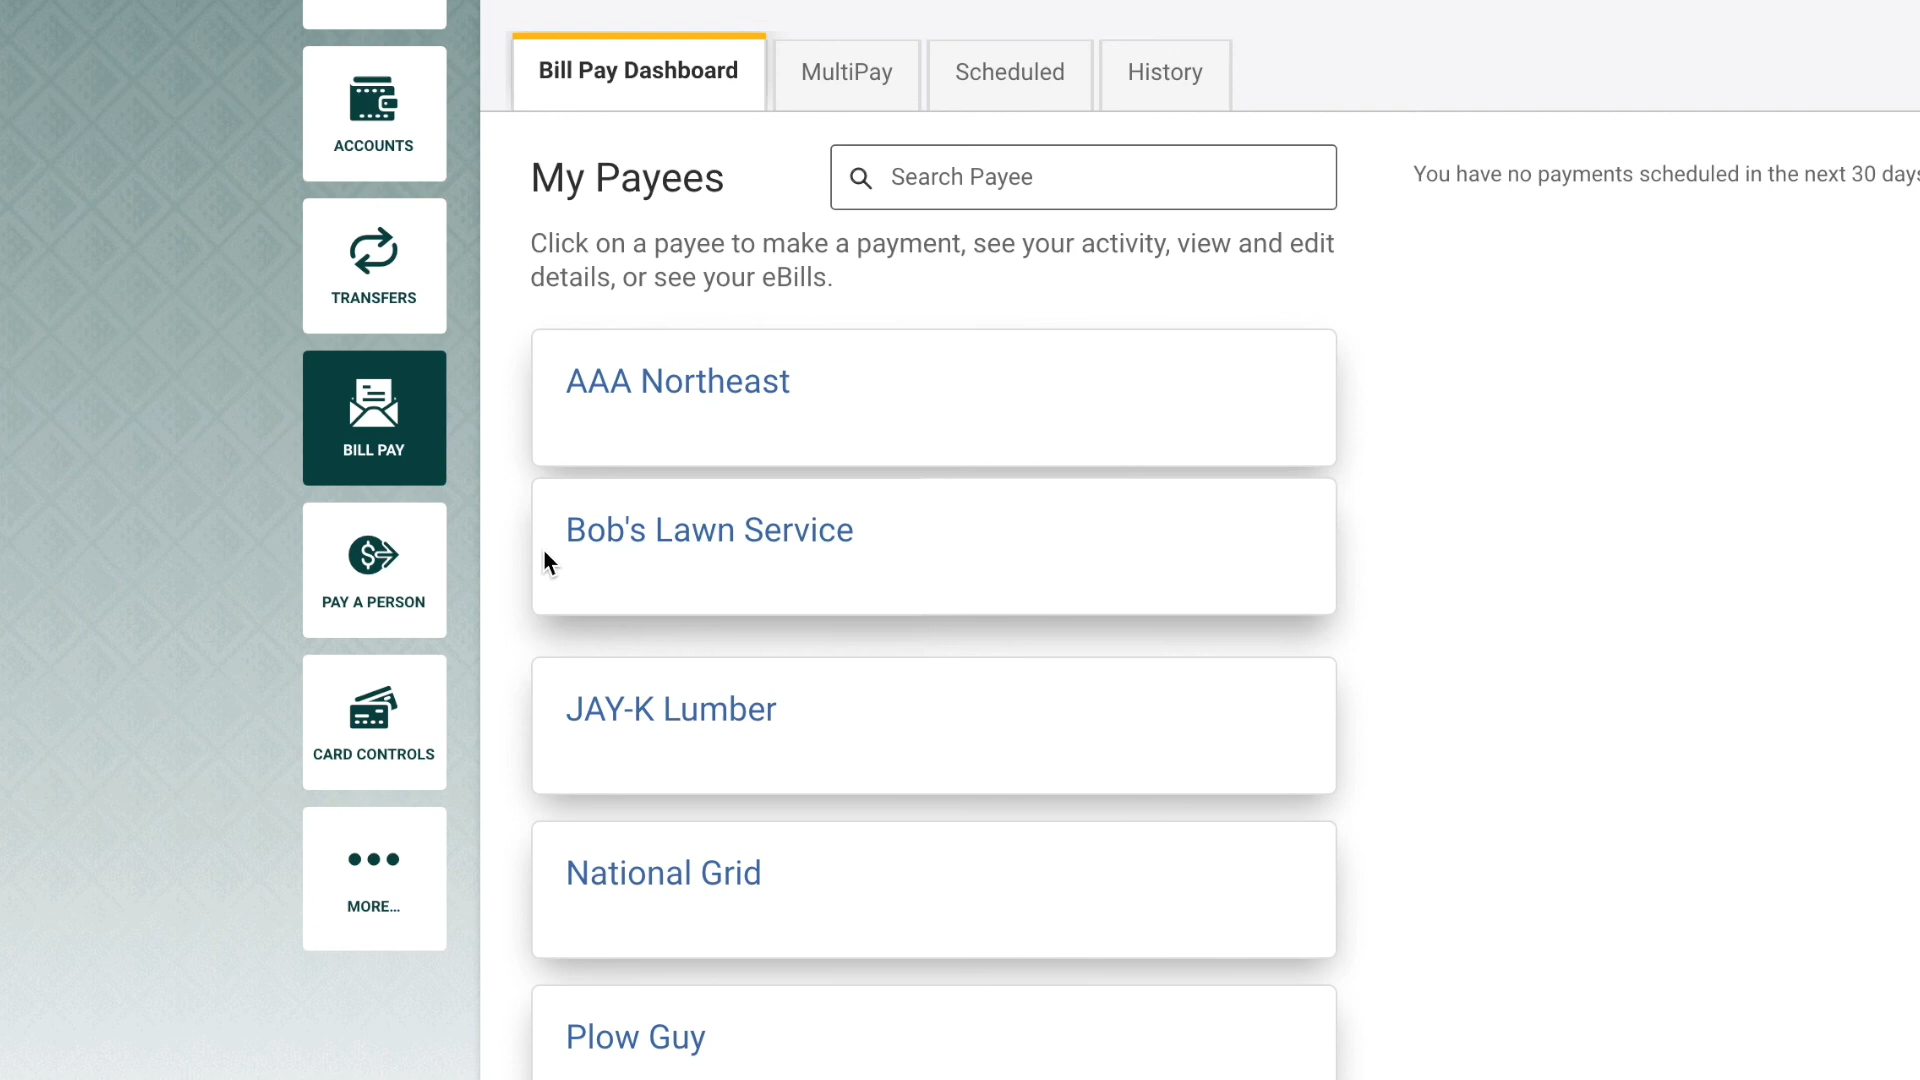 ACCOUNTS
TRANSFERS
BILL PAY
PAY A PERSON
CARD CONTROLS
MORE...
Bill Pay Dashboard
MultiPay
Scheduled
History
My Payees
Search Payee
You have no payments scheduled in the next 30 days
Click on a payee to make a payment, see your activity, view and edit
details, or see your eBills.
AAA Northeast
Bob's Lawn Service
JAY-K Lumber
National Grid
Plow Guy